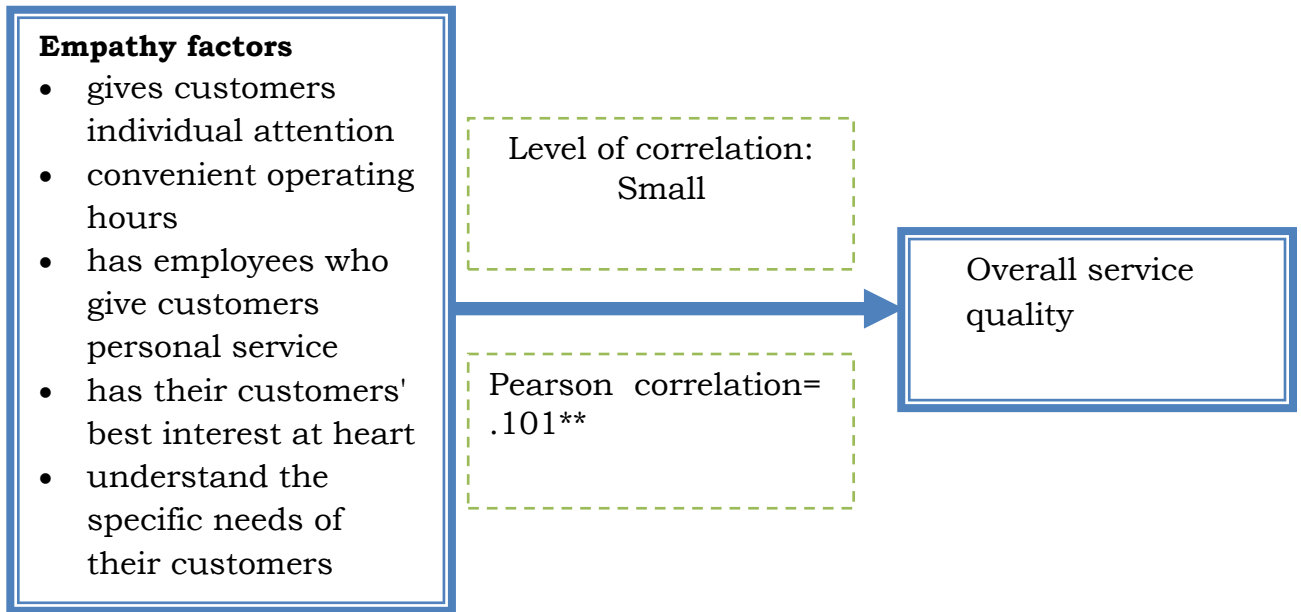 Empathy factors
• gives customers
individual attention
• convenient operating
hours
• has employees who
give customers
personal service
• has their customers'
best interest at heart
• understand the
specific needs of
their customers
Level of correlation:
Small
Pearson correlation=
.101**
Overall service
quality